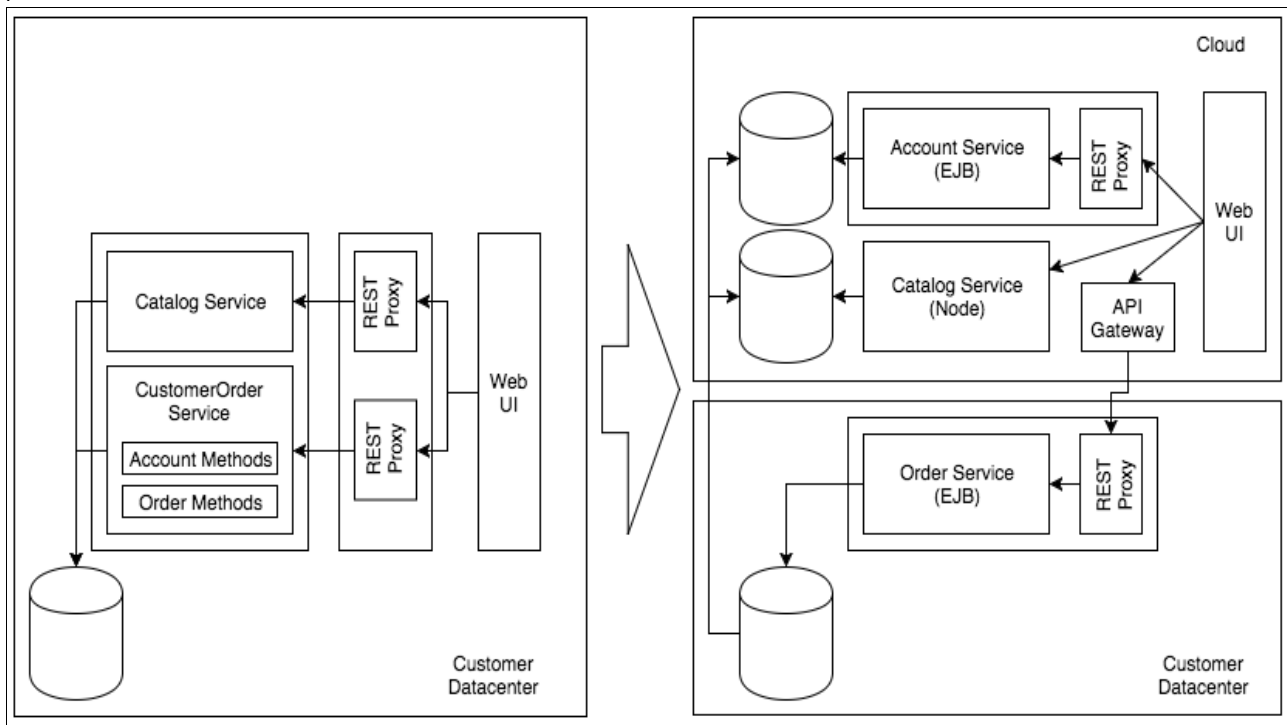 Catalog Service
CustomerOrder
Service
Account Methods
Order Methods
REST
Proxy
REST
Proxy
Web
UI
Customer
Datacenter
Cloud
Account Service
(EJB)
REST
Proxy
Web
UI
Catalog Service
(Node)
API
Gateway
Order Service
(EJB)
REST
Proxy
Customer
Datacenter